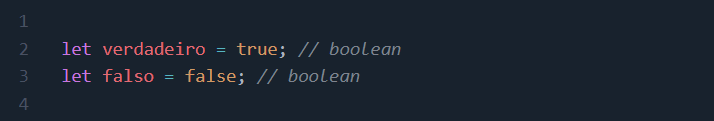 1
2 let verdadeiro = true; // boolean
3 let falso = false; // boolean
4